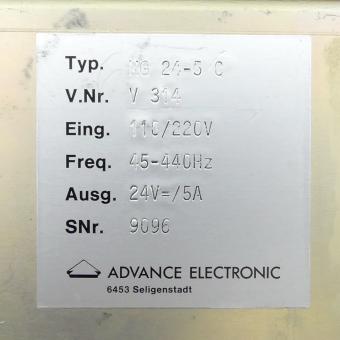 Typ. MG 24-5 C
V.Nr. V 314
Eing. 110/220V
Freq. 45-440Hz
Ausg. 24V=/5A
SNr. 9096
ADVANCE ELECTRONIC
6453 Seligenstadt